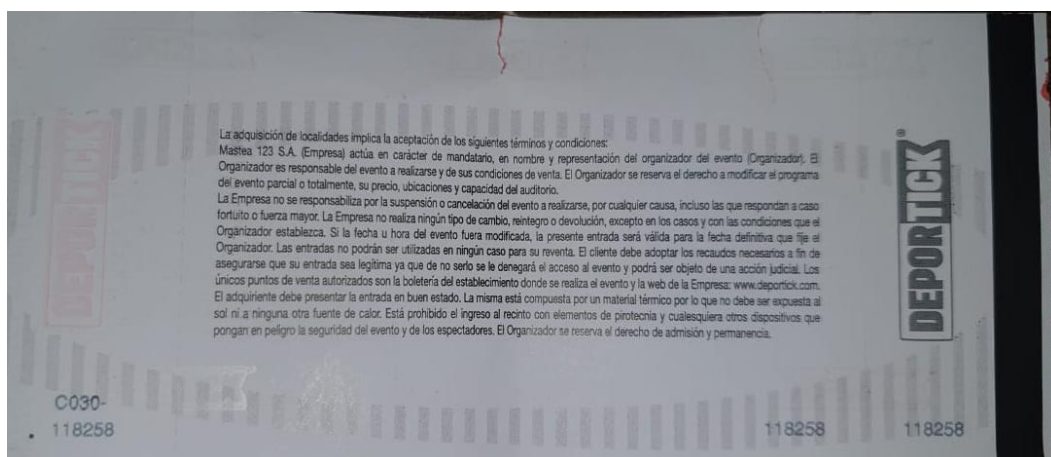 La adquisición de localidades implica la aceptación de los siguientes términos y condiciones:
Mastea 123 S.A. (Empresa) actúa en carácter de mandatario, en nombre y representación del organizador del evento (Organizador). El
Organizador es responsable del evento a realizarse y de sus condiciones de venta. El Organizador se reserva el derecho a modificar el programa
del evento parcial o totalmente, su precio, ubicaciones y capacidad del auditorio.
La Empresa no se responsabiliza por la suspensión o cancelación del evento a realizarse, por cualquier causa, incluso las que respondan a caso
fortuito o fuerza mayor. La Empresa no realiza ningún tipo de cambio, reintegro o devolución, excepto en los casos y con las condiciones que el
Organizador establezca. Si la fecha u hora del evento fuera modificada, la presente entrada será válida para la fecha definitiva que fije el
Organizador. Las entradas no podrán ser utilizadas en ningún caso para su reventa. El cliente debe adoptar los recaudos necesarios a fin de
asegurarse que su entrada sea legítima ya que de no serlo se le denegará el acceso al evento y podrá ser objeto de una acción judicial. Los
únicos puntos de venta autorizados son la boletería del establecimiento donde se realiza el evento y la web de la Empresa: www.deportick.com.
El adquiriente debe presentar la entrada en buen estado. La misma está compuesta por un material térmico por lo que no debe ser expuesta al
sol ni a ninguna otra fuente de calor. Está prohibido el ingreso al recinto con elementos de pirotecnia y cualesquiera otros dispositivos que
pongan en peligro la seguridad del evento y de los espectadores. El Organizador se reserva el derecho de admisión y permanencia.
DEPORTICK
DEPORTICK®
C030-
118258
118258
118258